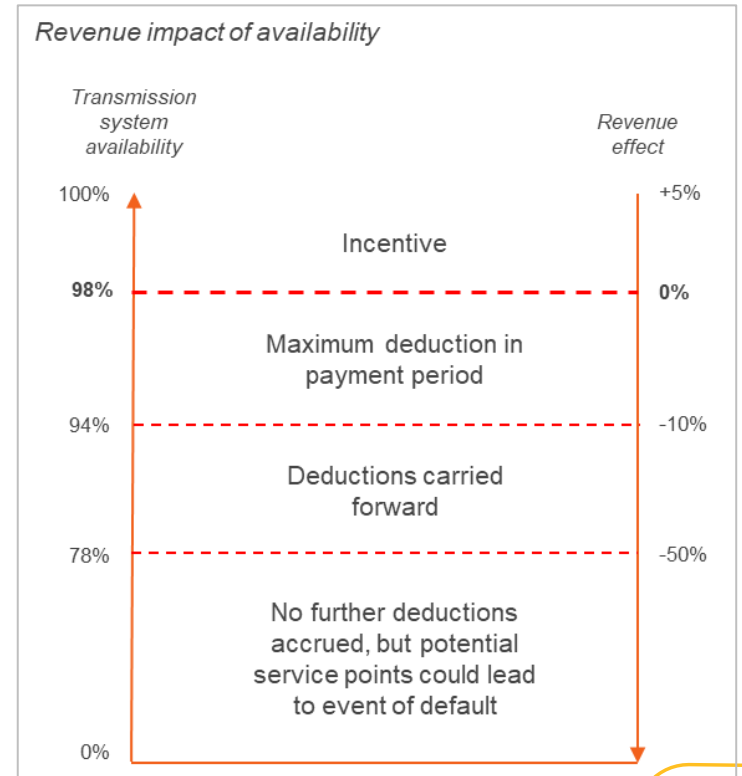 Revenue impact of availability
Transmission
system
availability
Revenue
effect
100%
+5%
Incentive
98%
0%
Maximum deduction in
payment period
94%
-10%
Deductions carried
forward
78%
-50%
No further deductions
accrued, but potential
service points could lead
to event of default
0%